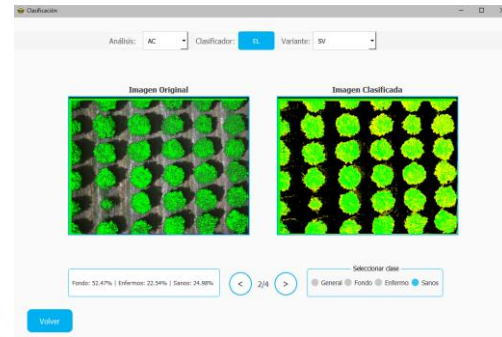 Clasificación
Análisis: AC Clasificador: EL Variante: SV
Imagen Original Imagen Clasificada
Fondo: 52.47% | Enfermos: 22.54% | Sanos: 24.98% < 2/4 > Seleccionar clase
General Fondo Enfermo Sanos
Volver